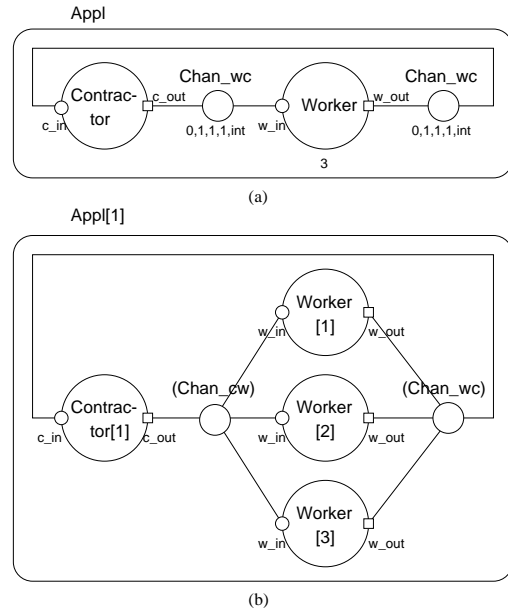 Appl
Contrac-
tor
c_in
c_out
Chan_wc
0,1,1,1,int
w_in
Worker
3
w_out
Chan_wc
0,1,1,1,int
(a)
Appl[1]
Contrac-
tor[1]
c_in
c_out
(Chan_cw)
Worker
[1]
w_in
w_out
Worker
[2]
w_in
w_out
Worker
[3]
w_in
w_out
(Chan_wc)
(b)